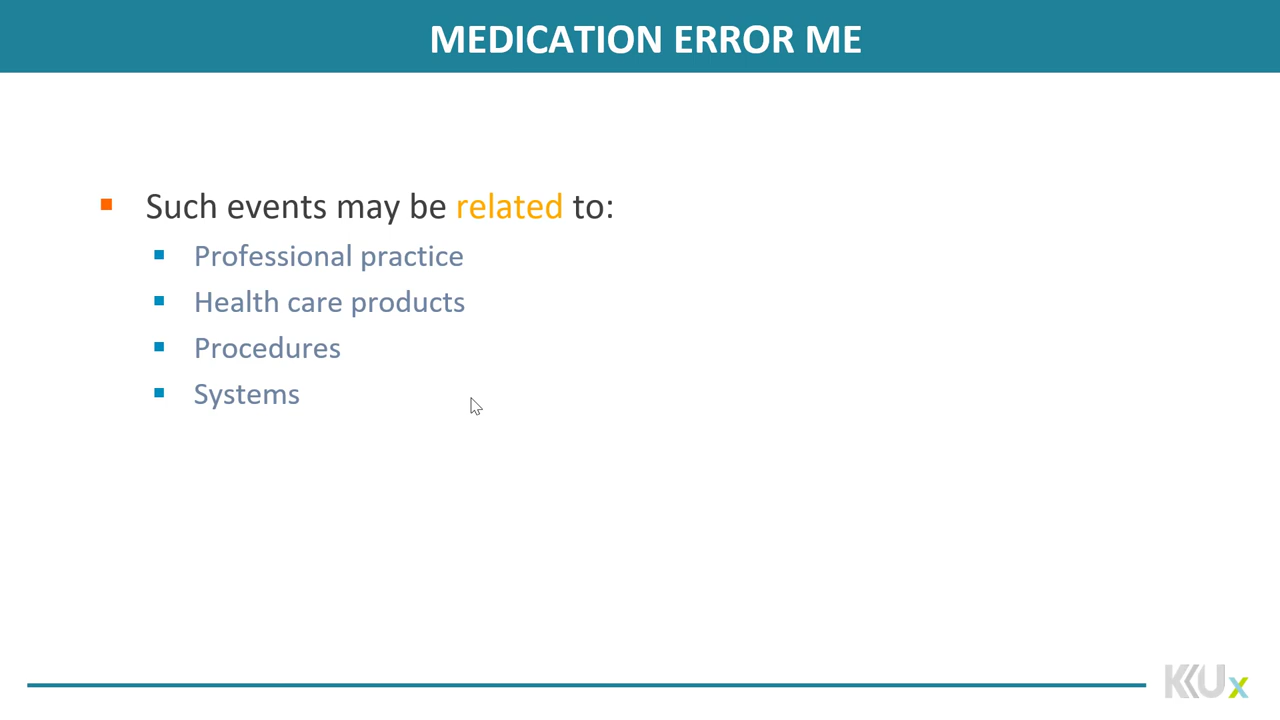 MEDICATION ERROR ME
Such events may be related to:
Professional practice
Health care products
Procedures
Systems
KKUx